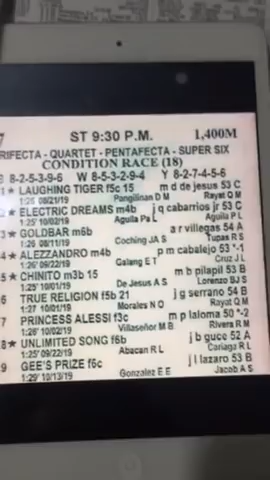 7 ST 9:30 P.M. 1,400M
RIFECTA - QUARTET - PENTAFECTA - SUPER SIX
CONDITION RACE (18)
8-2-5-3-9-6 W 8-5-3-2-9-4 Y 8-2-7-4-5-6
1 ★ LAUGHING TIGER f5c 15 m d de jesus 53 C
1:26 08/21/19 Pangilinan D M Rayat Q M
2 ★ ELECTRIC DREAMS m4b j q cabarrios jr 53 C
1:25' 10/02/19 Aguila P L Aguila P L
3 ★ GOLDBAR m6b a r villegas 54 A
1:26 08/11/19 Coching JA S Tupas R S
4 ★ ALEZZANDRO m4b p m cabalejo 53 *-1
1:26' 09/22/19 Galang E T Cruz J L
5 ★ CHINITO m3b 15 m b pilapil 53 B
1:25' 10/01/19 De Jesus A S Lorenzo BJ S
6 TRUE RELIGION f5b 21 j g serrano 54 B
1:27' 10/01/19 Morales N O Rayat Q M
7 PRINCESS ALESSI f3c m p laloma 50 *-2
1:26' 10/02/19 Villaseñor M B Rivera R M
8 ★ UNLIMITED SONG f6b j b guce 52 A
1:25' 09/22/19 Abacan R L Cariaga R L
9 GEE'S PRIZE f6c j l lazaro 53 B
1:29' 10/13/19 Gonzalez E E Jacob A S